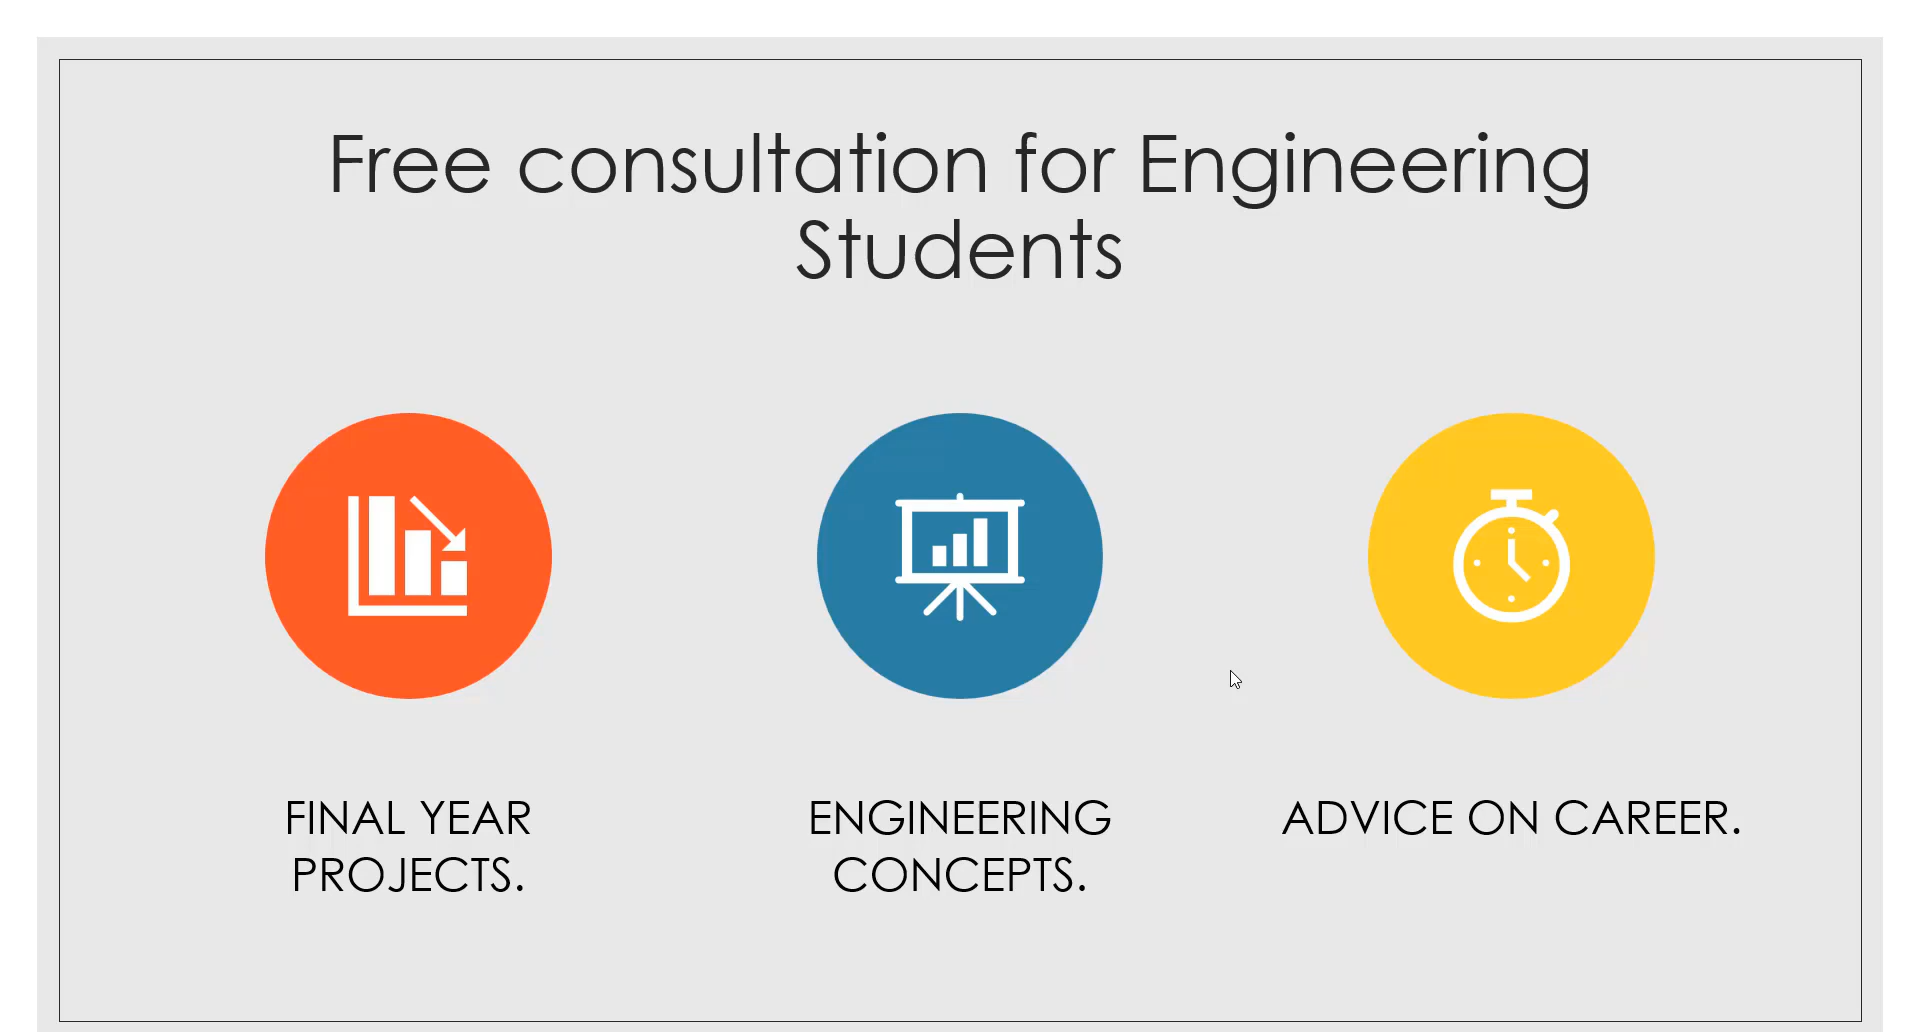 Free consultation for Engineering
Students
FINAL YEAR
PROJECTS.
ENGINEERING
CONCEPTS.
ADVICE ON CAREER.